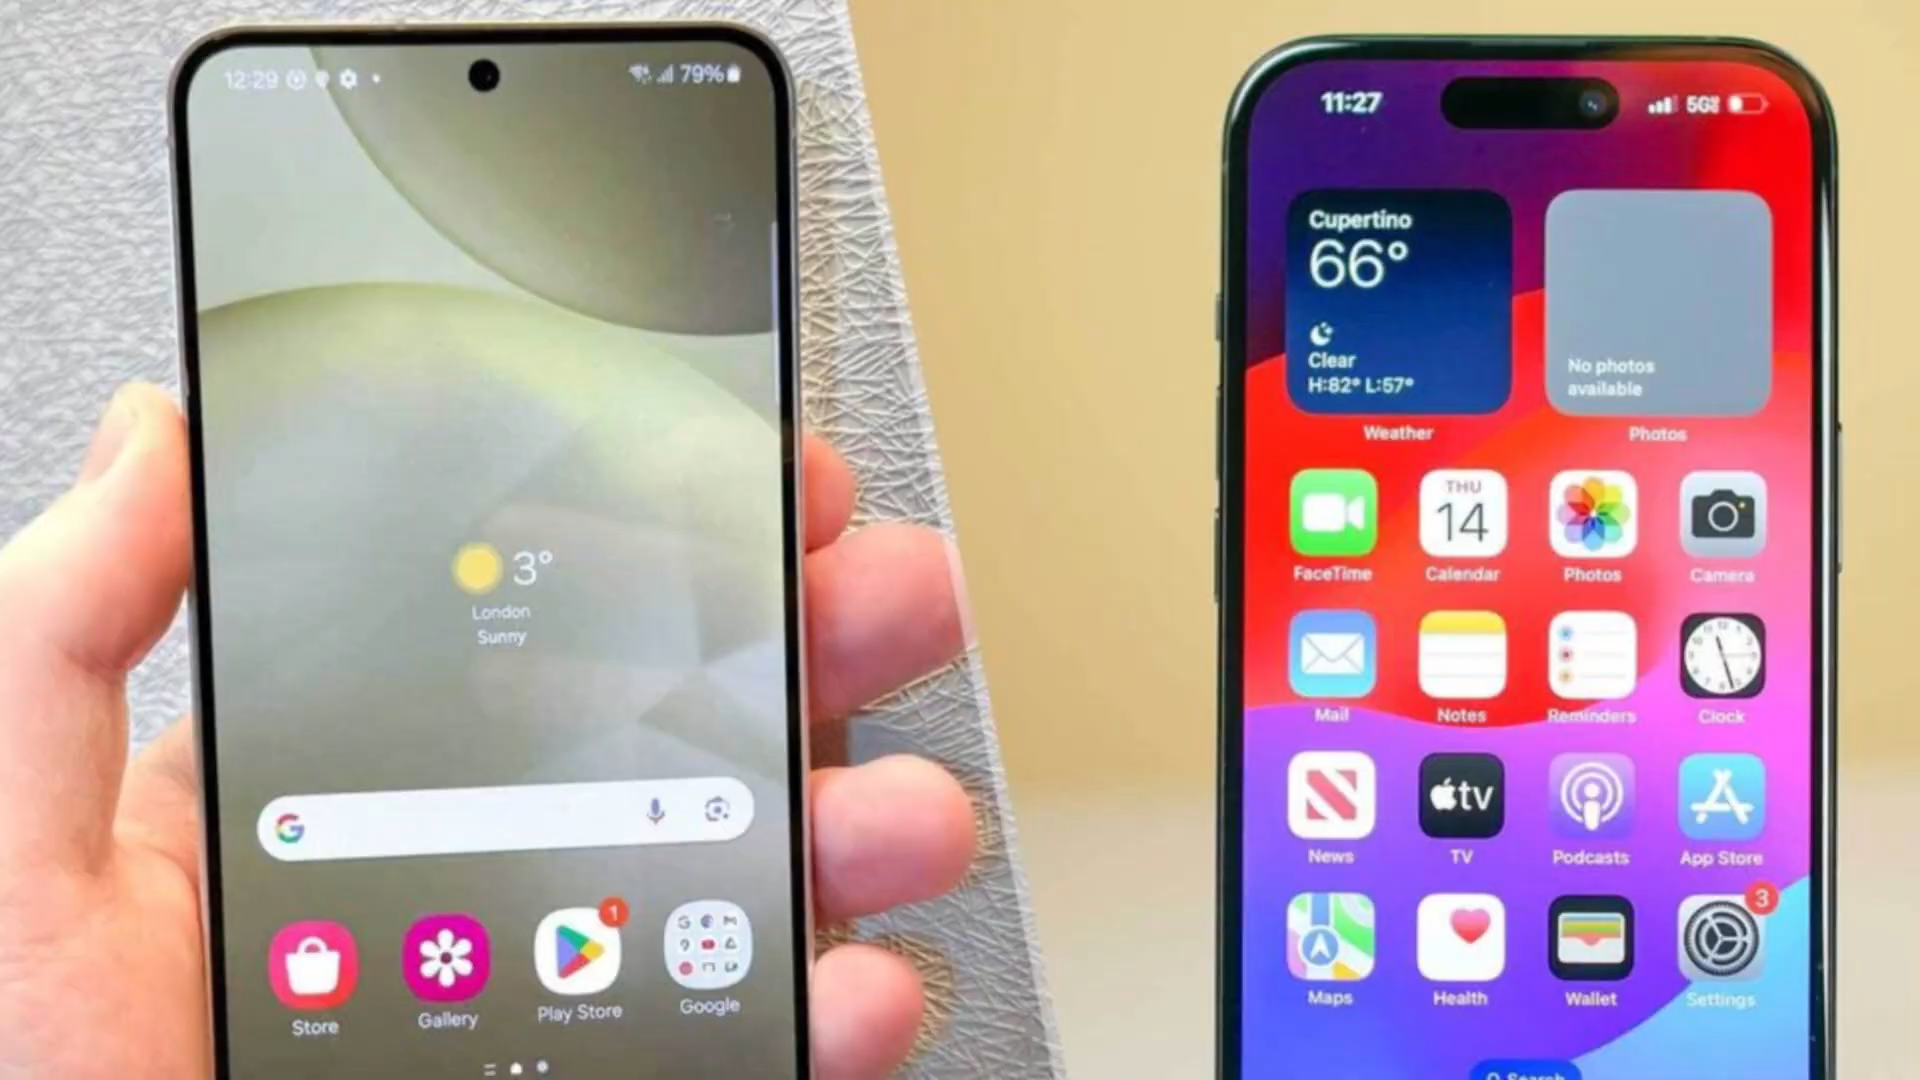 12:29
79%
3°
London
Sunny
Store
Gallery
1
Play Store
Google
11:27
5G
Cupertino
66°
Clear
H:82° L:57°
Weather
No photos
available
Photos
FaceTime
THU
14
Calendar
Photos
Camera
Mail
Notes
Reminders
Clock
News
tv
TV
Podcasts
App Store
Maps
Health
Wallet
3
Settings
Search